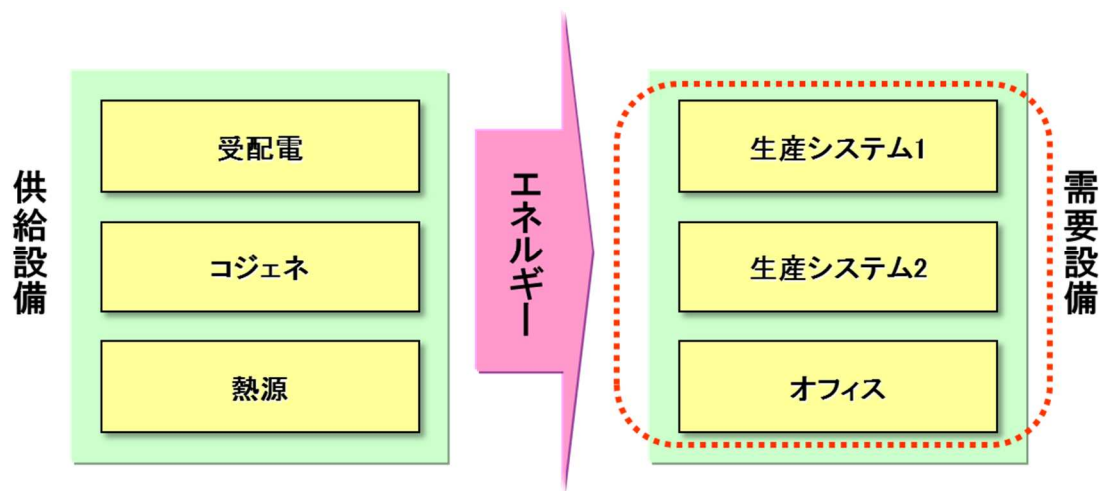 供給設備
受配電
コジェネ
熱源
エネルギー
生産システム1
生産システム2
オフィス
需要設備